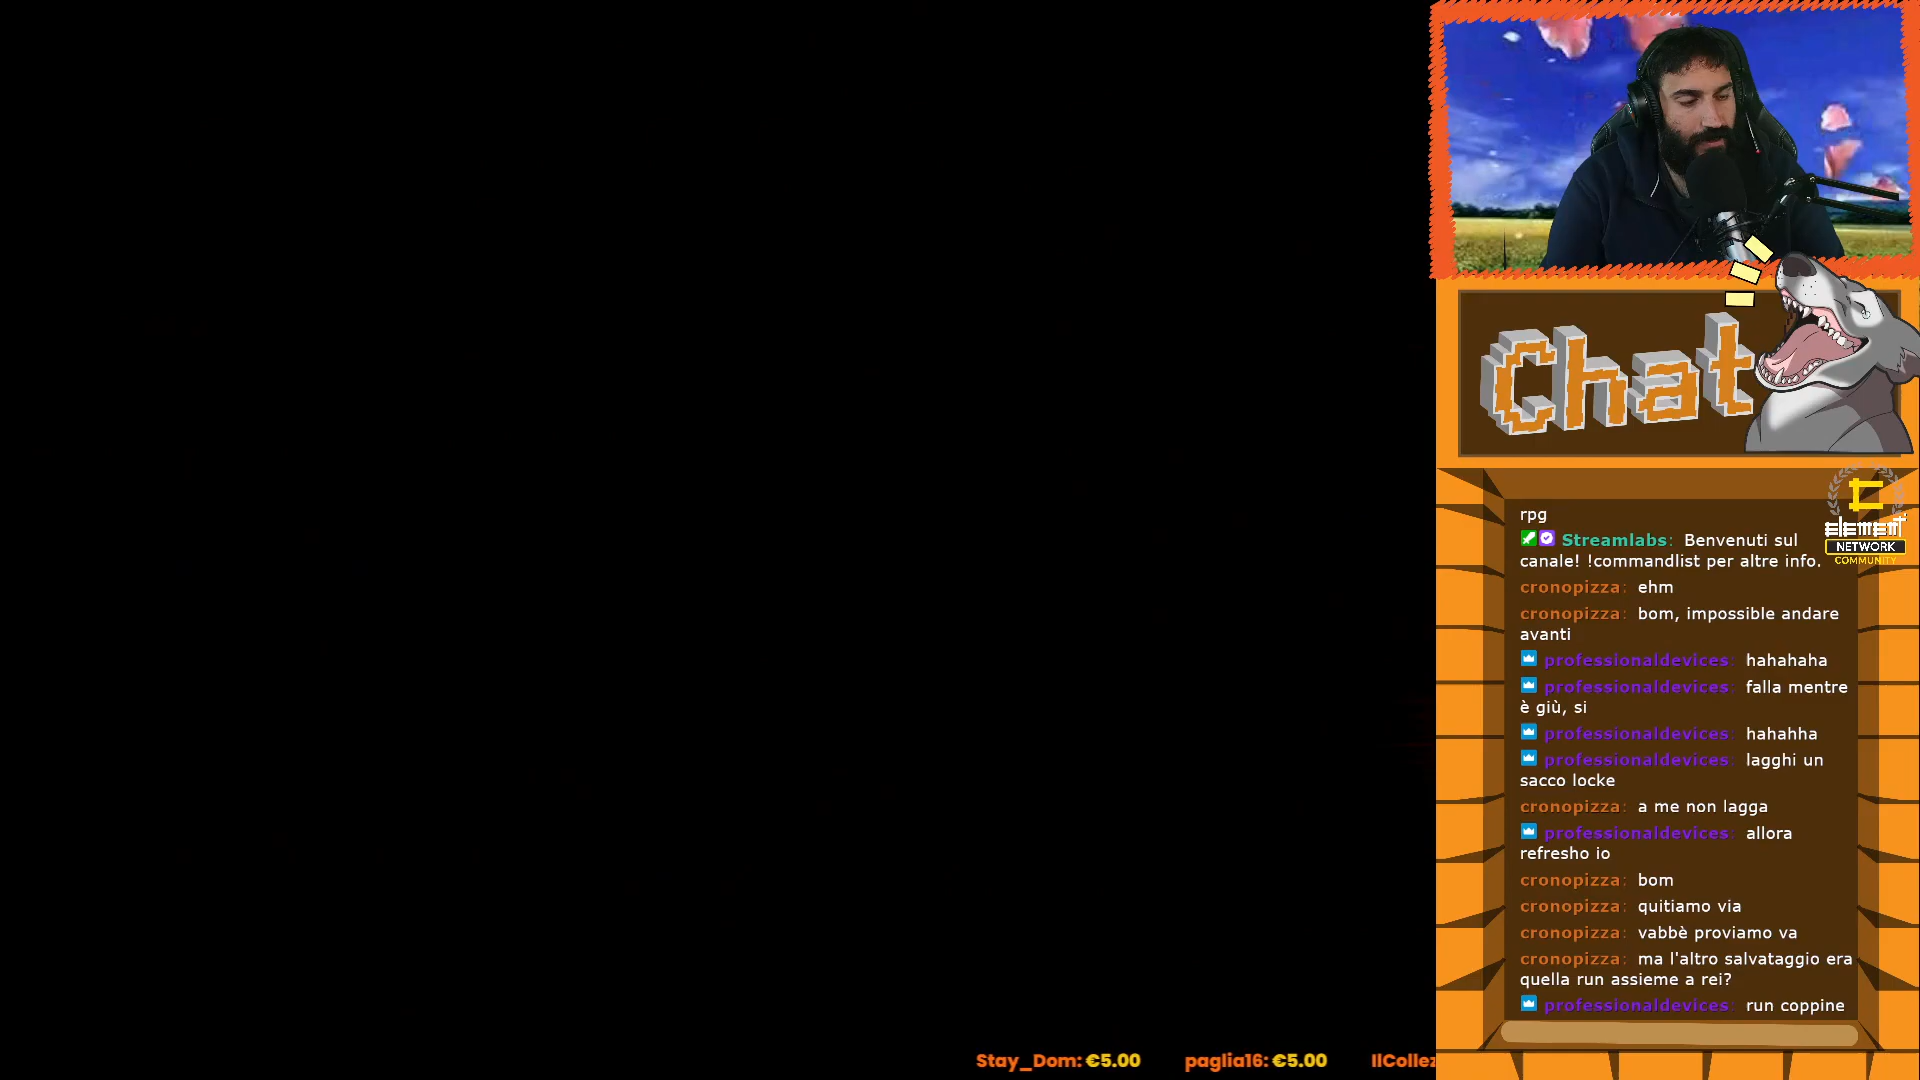 Chat
element
NETWORK
COMMUNITY
rpg
Streamlabs: Benvenuti sul
canale! !commandlist per altre info.
cronopizza: ehm
cronopizza: bom, impossible andare
avanti
professionaldevices: hahahaha
professionaldevices: falla mentre
è giù, si
professionaldevices: hahahha
professionaldevices: lagghi un
sacco locke
cronopizza: a me non lagga
professionaldevices: allora
refresho io
cronopizza: bom
cronopizza: quitiamo via
cronopizza: vabbè proviamo va
cronopizza: ma l'altro salvataggio era
quella run assieme a rei?
professionaldevices: run coppine
Stay_Dom: €5.00 paglia16: €5.00 IlCollez